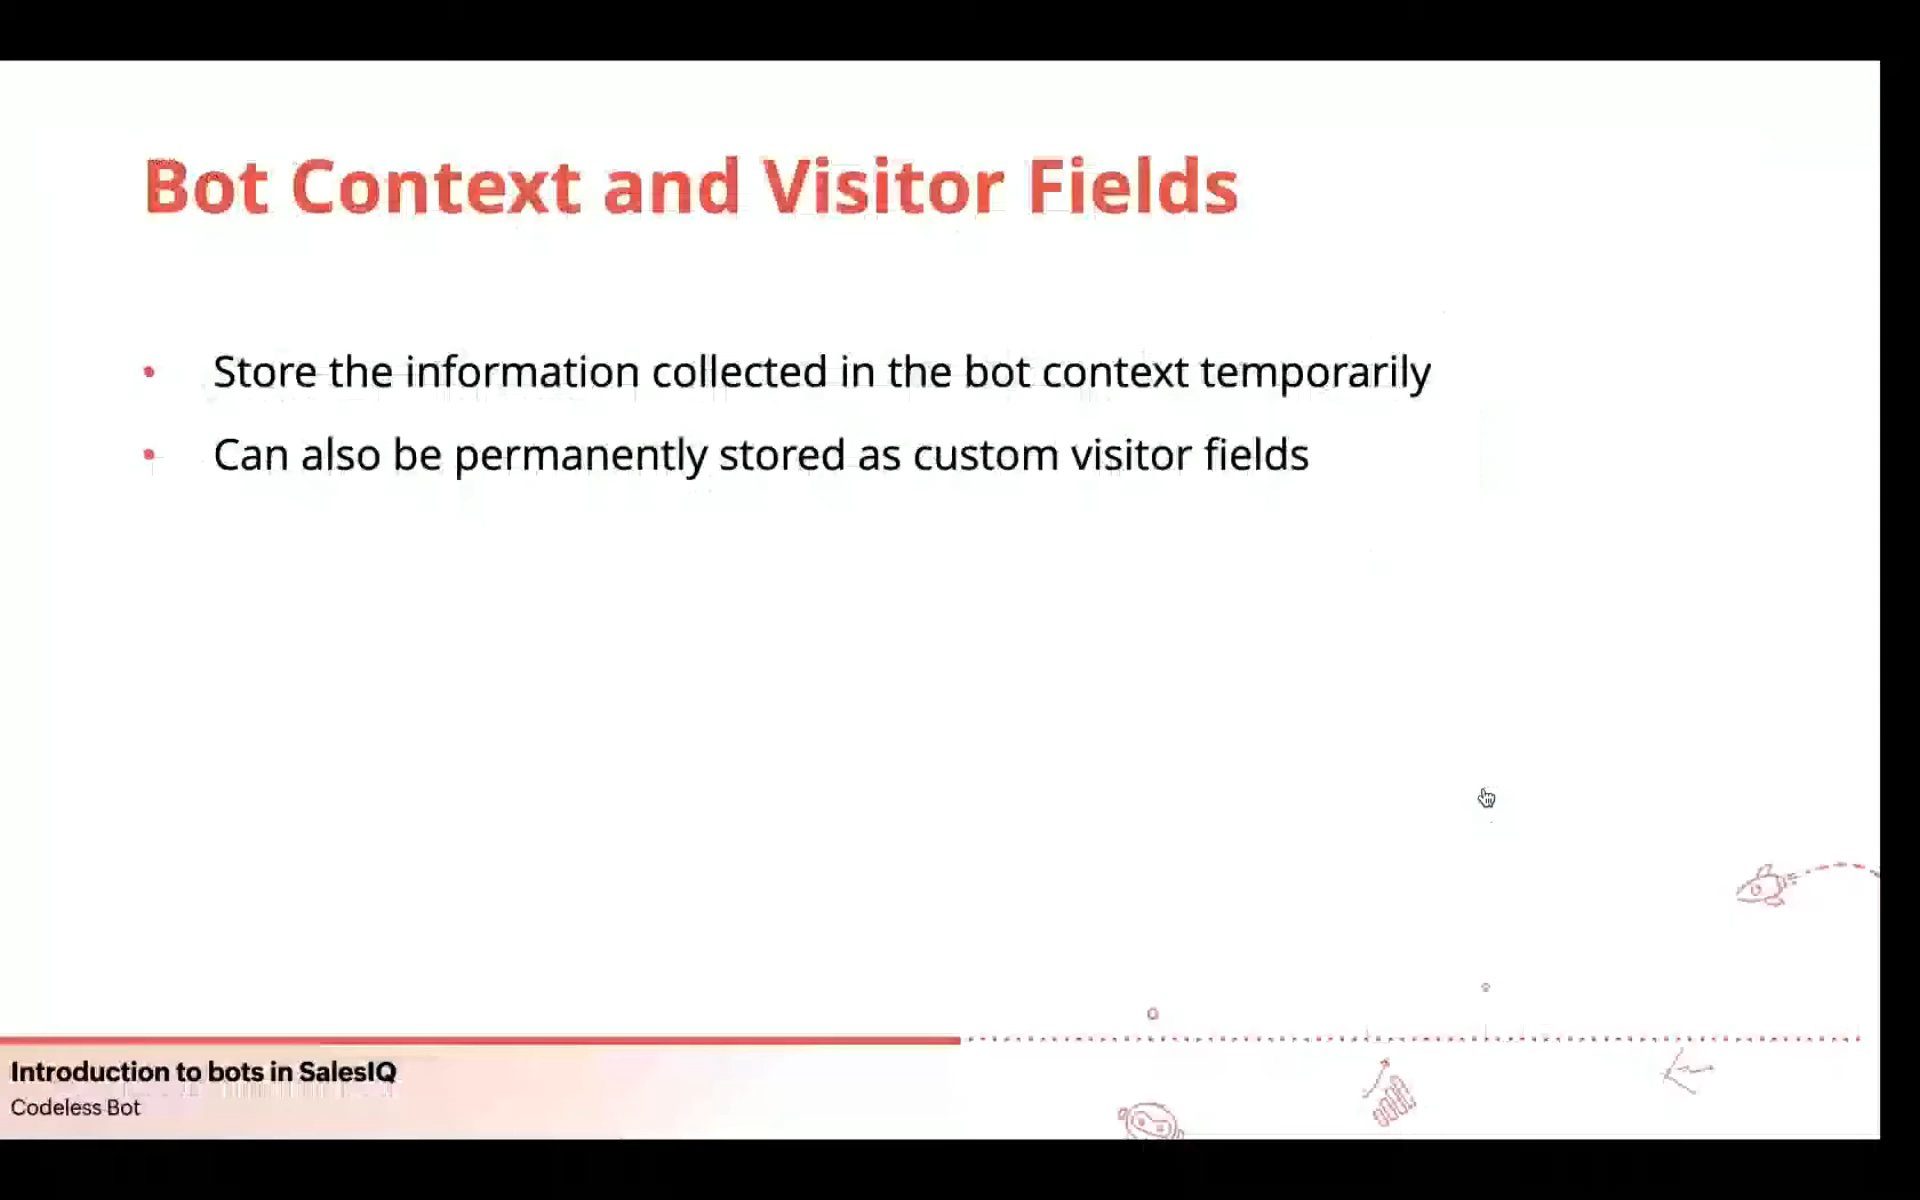 Bot Context and Visitor Fields
• Store the information collected in the bot context temporarily
• Can also be permanently stored as custom visitor fields
Introduction to bots in SalesIQ
Codeless Bot